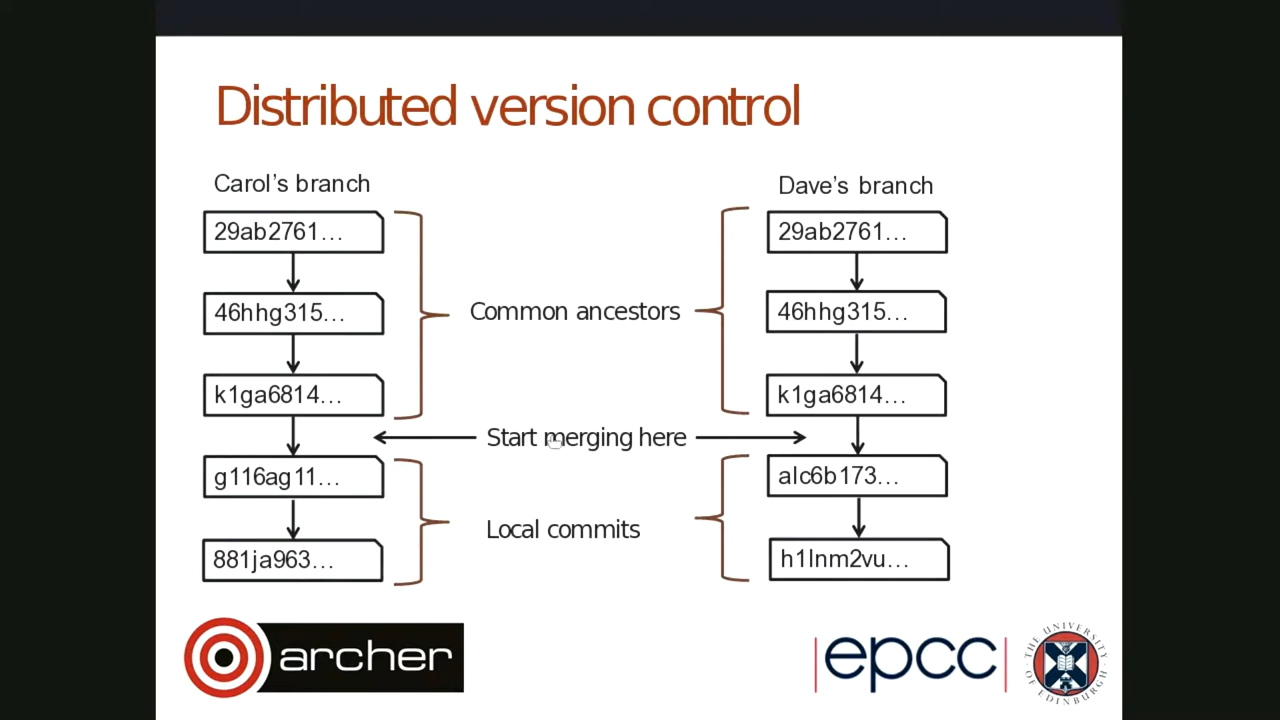 Distributed version control
Carol's branch
Dave's branch
29ab2761...
29ab2761...
46hhg315...
Common ancestors
46hhg315...
k1ga6814...
k1ga6814...
Start merging here
g116ag11...
alc6b173...
Local commits
881ja963...
h1lnm2vu...
archer
epcc
THE UNIVERSITY
OF EDINBURGH